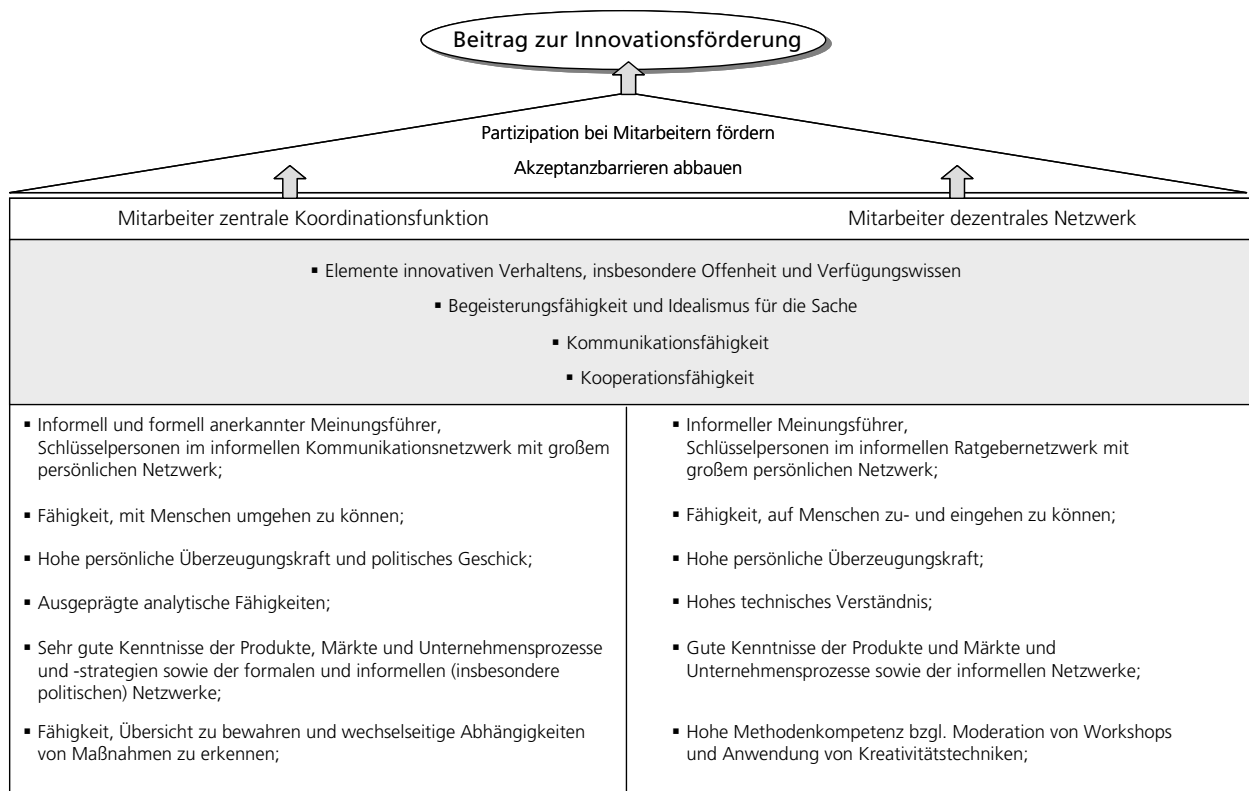 Beitrag zur Innovationsförderung
Partizipation bei Mitarbeitern fördern
Akzeptanzbarrieren abbauen
Mitarbeiter zentrale Koordinationsfunktion
Mitarbeiter dezentrales Netzwerk
▪ Elemente innovativen Verhaltens, insbesondere Offenheit und Verfügungswissen
▪ Begeisterungsfähigkeit und Idealismus für die Sache
▪ Kommunikationsfähigkeit
▪ Kooperationsfähigkeit
▪ Informell und formell anerkannter Meinungsführer,
Schlüsselpersonen im informellen Kommunikationsnetzwerk mit großem
persönlichen Netzwerk;
▪ Fähigkeit, mit Menschen umgehen zu können;
▪ Hohe persönliche Überzeugungskraft und politisches Geschick;
▪ Ausgeprägte analytische Fähigkeiten;
▪ Sehr gute Kenntnisse der Produkte, Märkte und Unternehmensprozesse
und -strategien sowie der formalen und informellen (insbesondere
politischen) Netzwerke;
▪ Fähigkeit, Übersicht zu bewahren und wechselseitige Abhängigkeiten
von Maßnahmen zu erkennen;
▪ Informeller Meinungsführer,
Schlüsselpersonen im informellen Ratgebernetzwerk mit
großem persönlichen Netzwerk;
▪ Fähigkeit, auf Menschen zu- und eingehen zu können;
▪ Hohe persönliche Überzeugungskraft;
▪ Hohes technisches Verständnis;
▪ Gute Kenntnisse der Produkte und Märkte und
Unternehmensprozesse sowie der informellen Netzwerke;
▪ Hohe Methodenkompetenz bzgl. Moderation von Workshops
und Anwendung von Kreativitätstechniken;